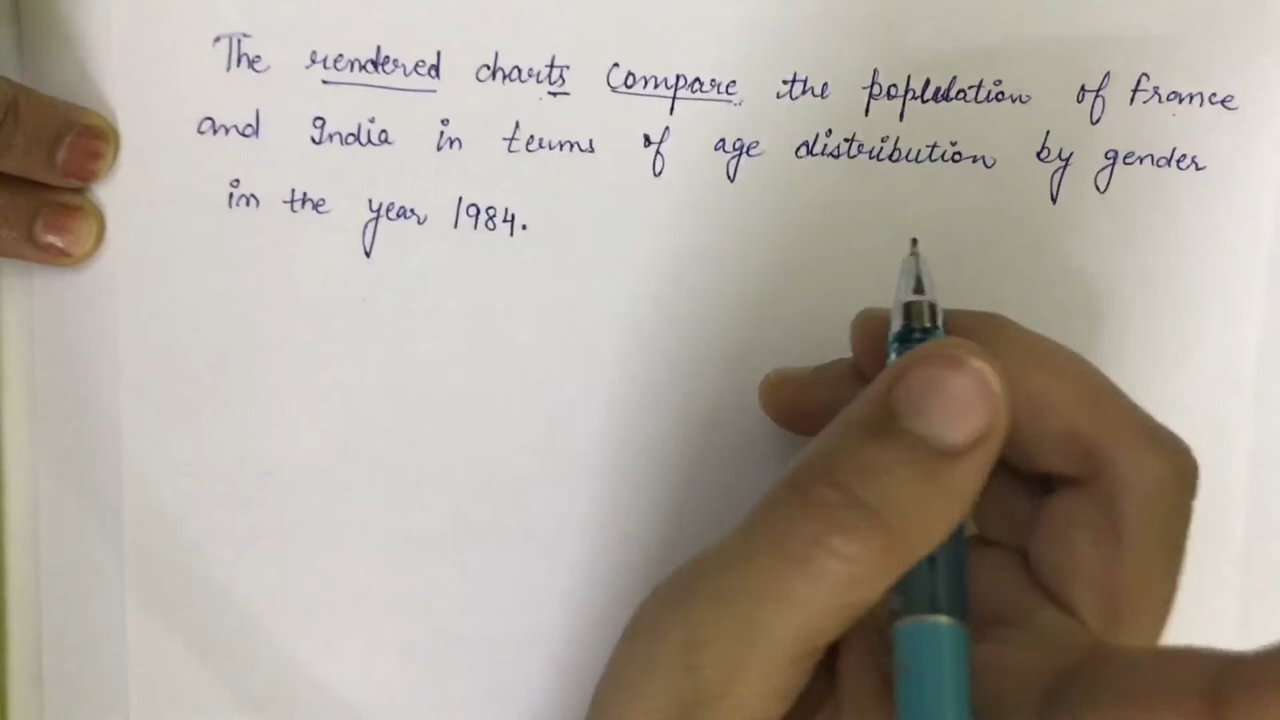 The rendered charts Compare the population of France
and India in terms of age distribution by gender
in the year 1984.